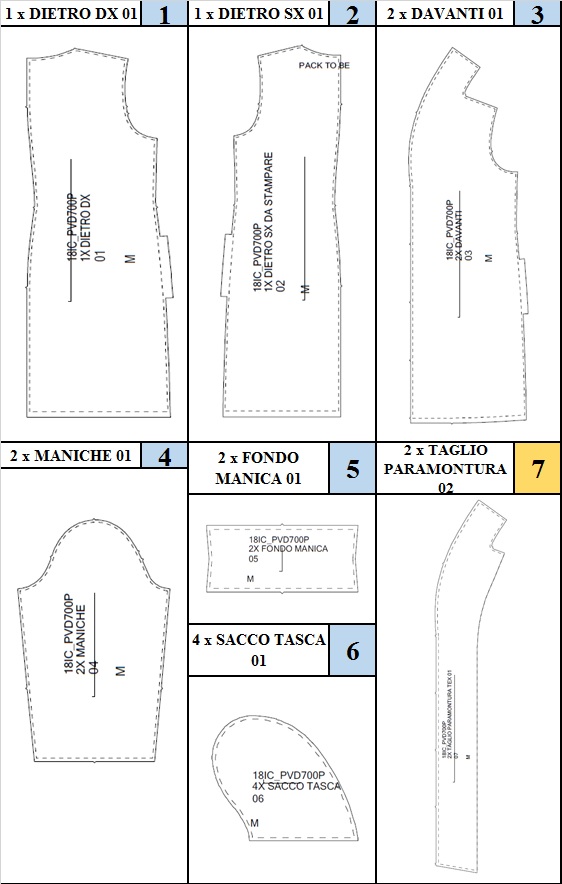 1 x DIETRO DX 01
1
1 x DIETRO SX 01
2
2 x DAVANTI 01
3
18IC_PVD700P
1X DIETRO DX
01
M
PACK TO BE
18IC_PVD700P
1X DIETRO SX DA STAMPARE
02
M
18IC_PVD700P
2X DAVANTI
03
M
2 x MANICHE 01
4
2 x FONDO
MANICA 01
5
2 x TAGLIO
PARAMONTURA
02
7
18IC_PVD700P
2X MANICHE
04
M
18IC_PVD700P
2X FONDO MANICA
05
M
4 x SACCO TASCA
01
6
18IC_PVD700P
4X SACCO TASCA
06
M
18IC_PVD700P
2X TAGLIO PARAMONTURA TEX 01
07
M